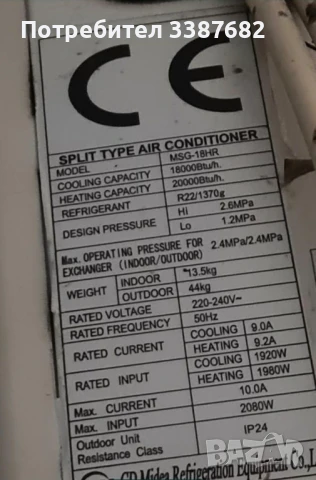 Потребител 3387682
CE
SPLIT TYPE AIR CONDITIONER
MODEL MSG-18HR
COOLING CAPACITY 18000Btu/h.
HEATING CAPACITY 20000Btu/h.
REFRIGERANT R22/1370g
DESIGN PRESSURE Hi 2.6MPa
Lo 1.2MPa
Max. OPERATING PRESSURE FOR
EXCHANGER (INDOOR/OUTDOOR) 2.4MPa/2.4MPa
WEIGHT INDOOR 13.5kg
OUTDOOR 44kg
RATED VOLTAGE 220-240V~
RATED FREQUENCY 50Hz
RATED CURRENT COOLING 9.0A
HEATING 9.2A
RATED INPUT COOLING 1920W
HEATING 1980W
Max. CURRENT 10.0A
Max. INPUT 2080W
Outdoor Unit
Resistance Class IP24
GD Midea Refrigeration Equipment Co.,L